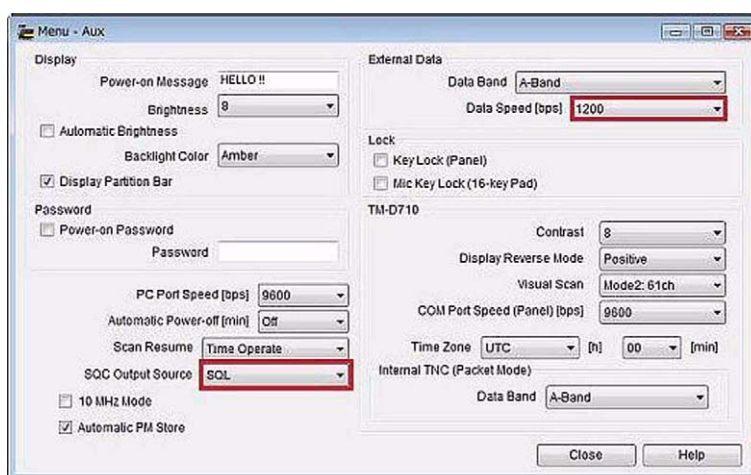 Menu - Aux
Display
Power-on Message HELLO !!
Brightness 8
Automatic Brightness
Backlight Color Amber
Display Partition Bar
Password
Power-on Password
Password
PC Port Speed [bps] 9600
Automatic Power-off [min] Off
Scan Resume Time Operate
SQC Output Source SQL
10 MHz Mode
Automatic PM Store
External Data
Data Band A-Band
Data Speed [bps] 1200
Lock
Key Lock (Panel)
Mic Key Lock (16-key Pad)
TM-D710
Contrast 8
Display Reverse Mode Positive
Visual Scan Mode2: 61ch
COM Port Speed (Panel) [bps] 9600
Time Zone UTC [h] 00 [min]
Internal TNC (Packet Mode)
Data Band A-Band
Close Help